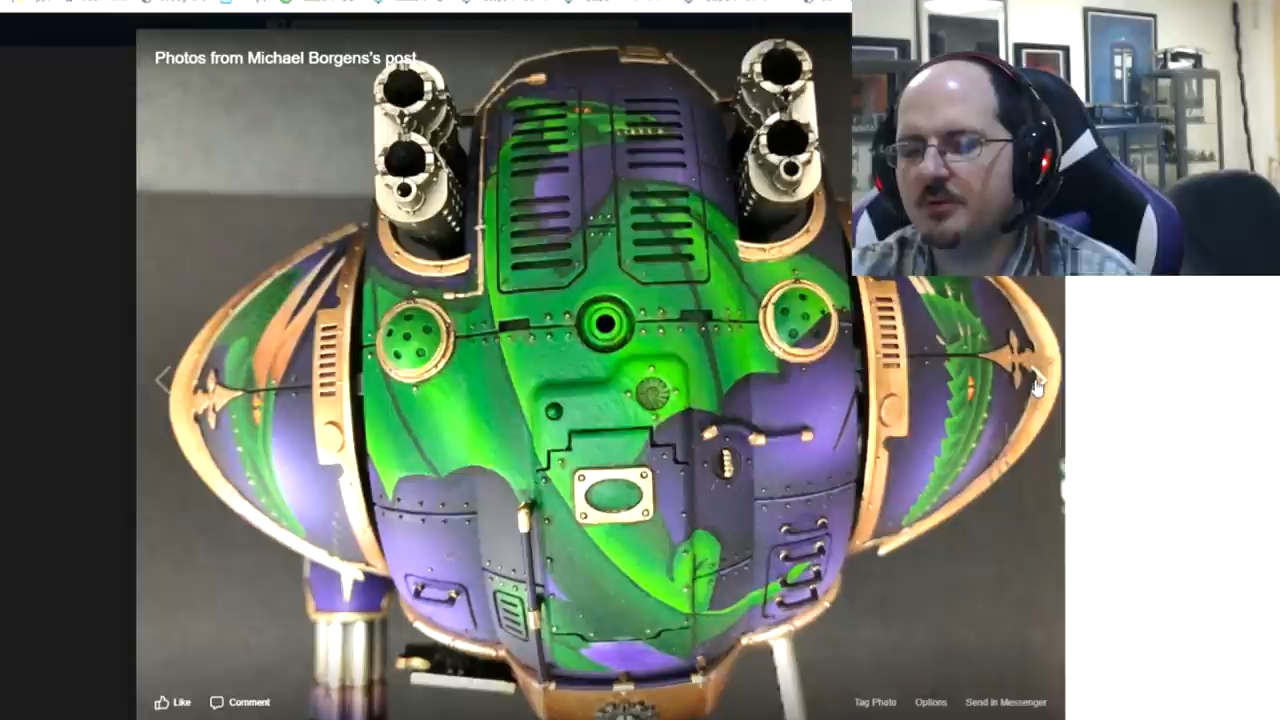 Photos from Michael Borgens's post
Like
Comment
Tag Photo
Options
Send in Messenger